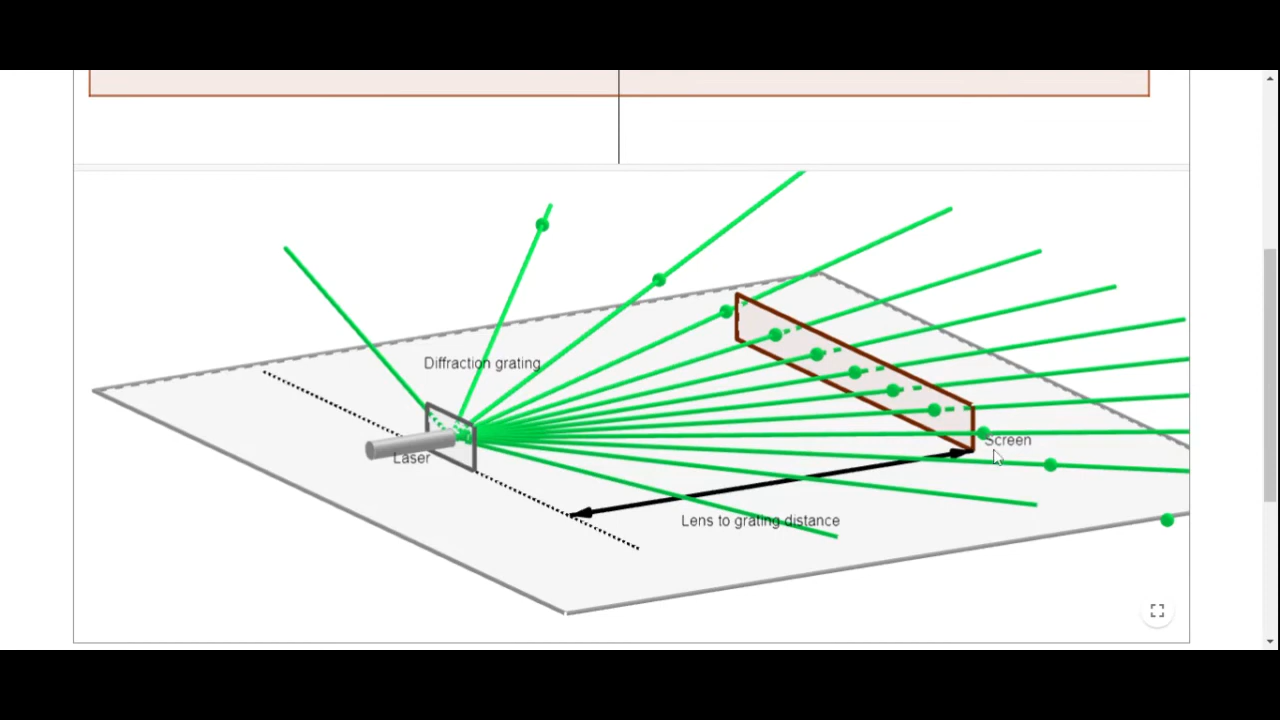 Diffraction grating
Screen
Laser
Lens to grating distance